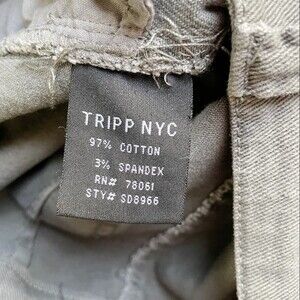 TRIPP NYC
97% COTTON
3% SPANDEX
RN# 78061
STY# SD8966